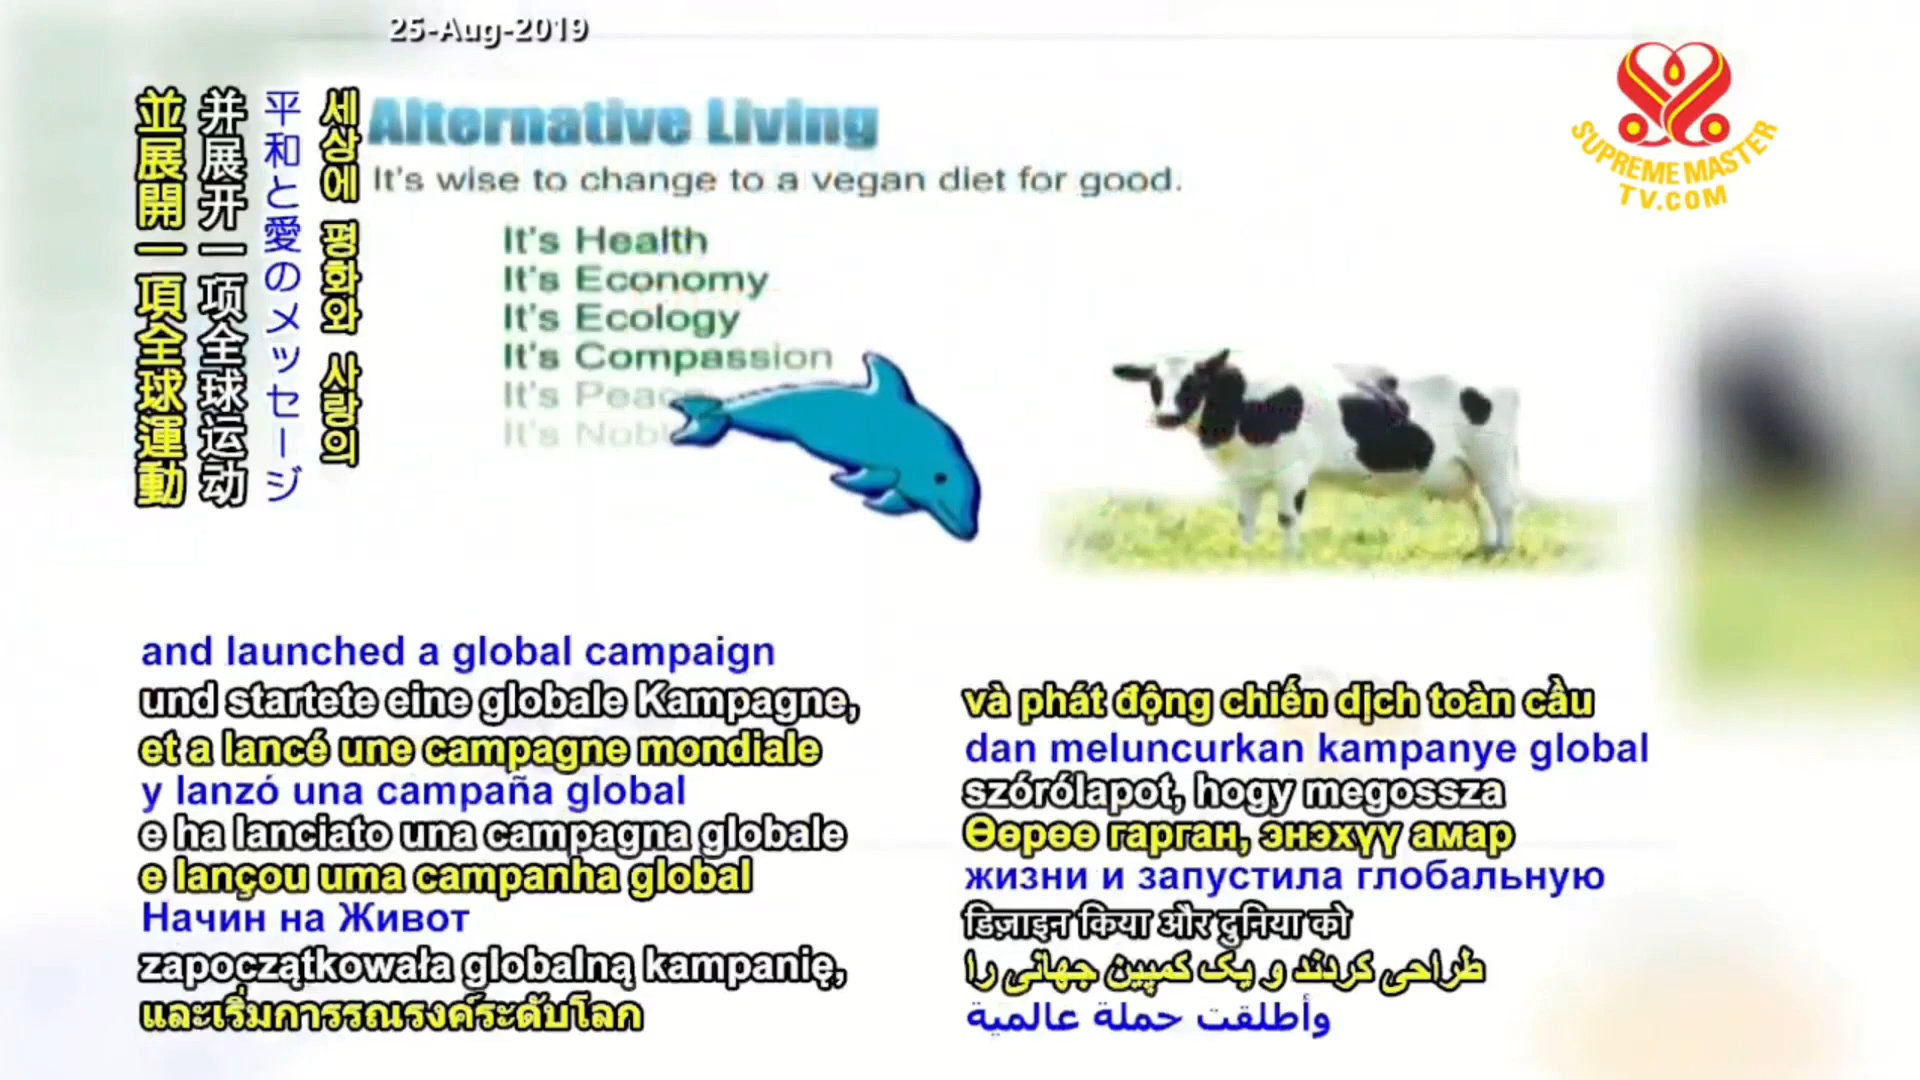 25-Aug-2019
SUPREME MASTER
TV.COM
並展開一項全球運動
并展开一项全球运动
平和と愛のメッセージ
세상에 평화와 사랑의
Alternative Living
It's wise to change to a vegan diet for good.
It's Health
It's Economy
It's Ecology
It's Compassion
It's Peace
It's Nobl
and launched a global campaign
und startete eine globale Kampagne,
et a lancé une campagne mondiale
y lanzó una campaña global
e ha lanciato una campagna globale
e lançou uma campanha global
Начин на Живот
zapoczątkowała globalną kampanię,
และเริ่มการรณรงค์ระดับโลก
và phát động chiến dịch toàn cầu
dan meluncurkan kampanye global
szórólapot, hogy megossza
Өөрөө гарган, энэхүү амар
жизни и запустила глобальную
डिज़ाइन किया और दुनिया को
طراحی کردند و یک کمپین جهانی را
وأطلقت حملة عالمية